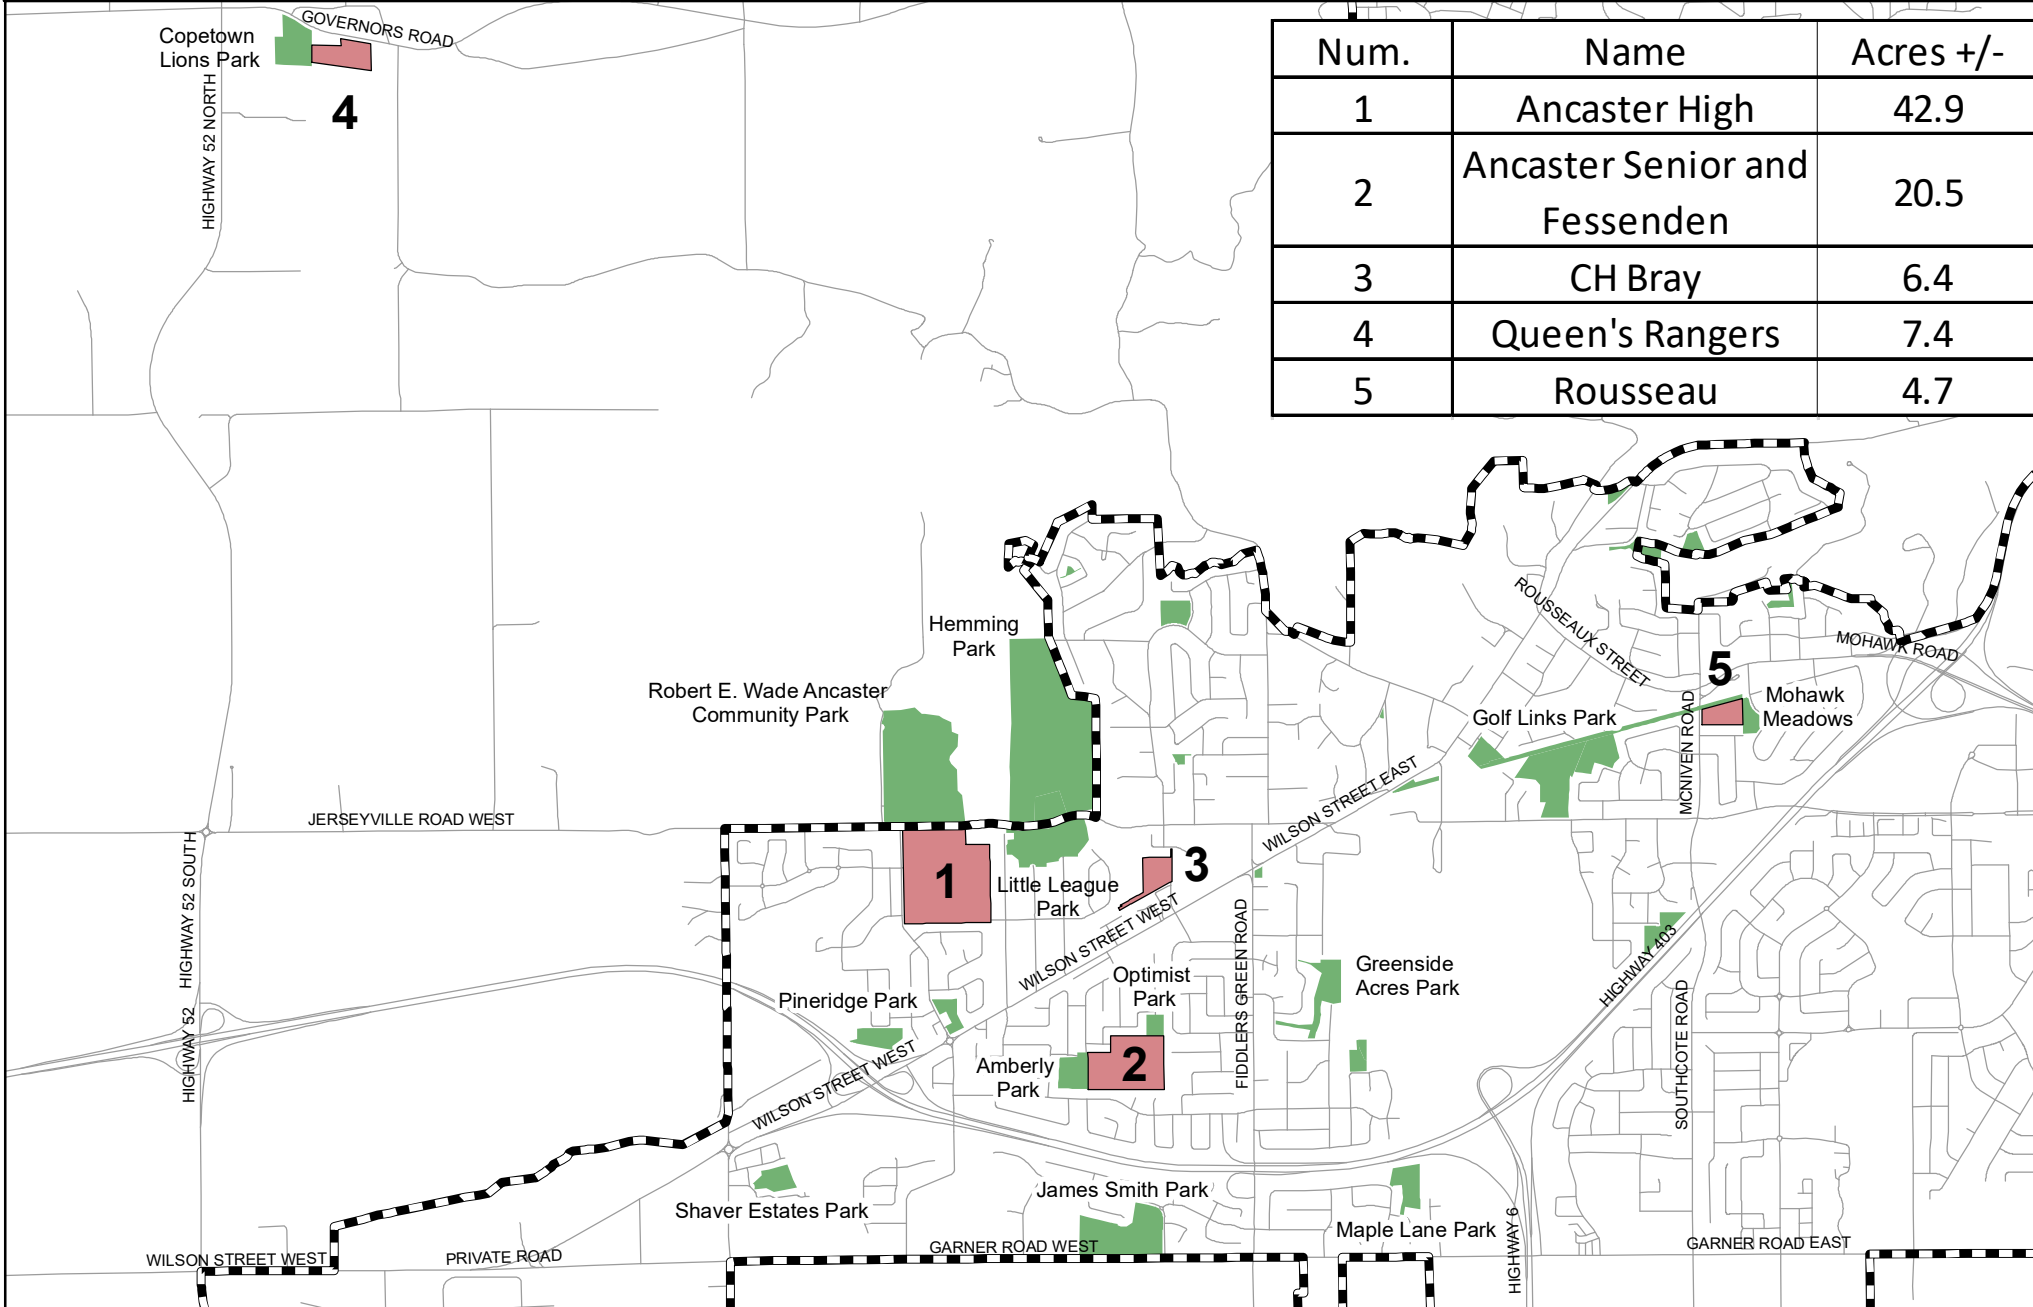 GOVERNORS ROAD
Copetown
Lions Park
HIGHWAY 52 NORTH
4
Num. Name Acres +/-
1 Ancaster High 42.9
2 Ancaster Senior and
Fessenden 20.5
3 CH Bray 6.4
4 Queen's Rangers 7.4
5 Rousseau 4.7
ROUSSEAUX STREET
MOHAWK ROAD
Hemming
Park
5
Robert E. Wade Ancaster
Community Park
Golf Links Park
MCNIVEN ROAD
Mohawk
Meadows
JERSEYVILLE ROAD WEST
WILSON STREET EAST
1
Little League
Park
3
WILSON STREET WEST
HIGHWAY 52 SOUTH
HIGHWAY 52
Optimist
Park
FIDDLERS GREEN ROAD
Greenside
Acres Park
HIGHWAY 403
SOUTHCOTE ROAD
Pineridge Park
WILSON STREET WEST
Amberly
Park
2
Shaver Estates Park
James Smith Park
Maple Lane Park
HIGHWAY 6
WILSON STREET WEST
PRIVATE ROAD
GARNER ROAD WEST
GARNER ROAD EAST